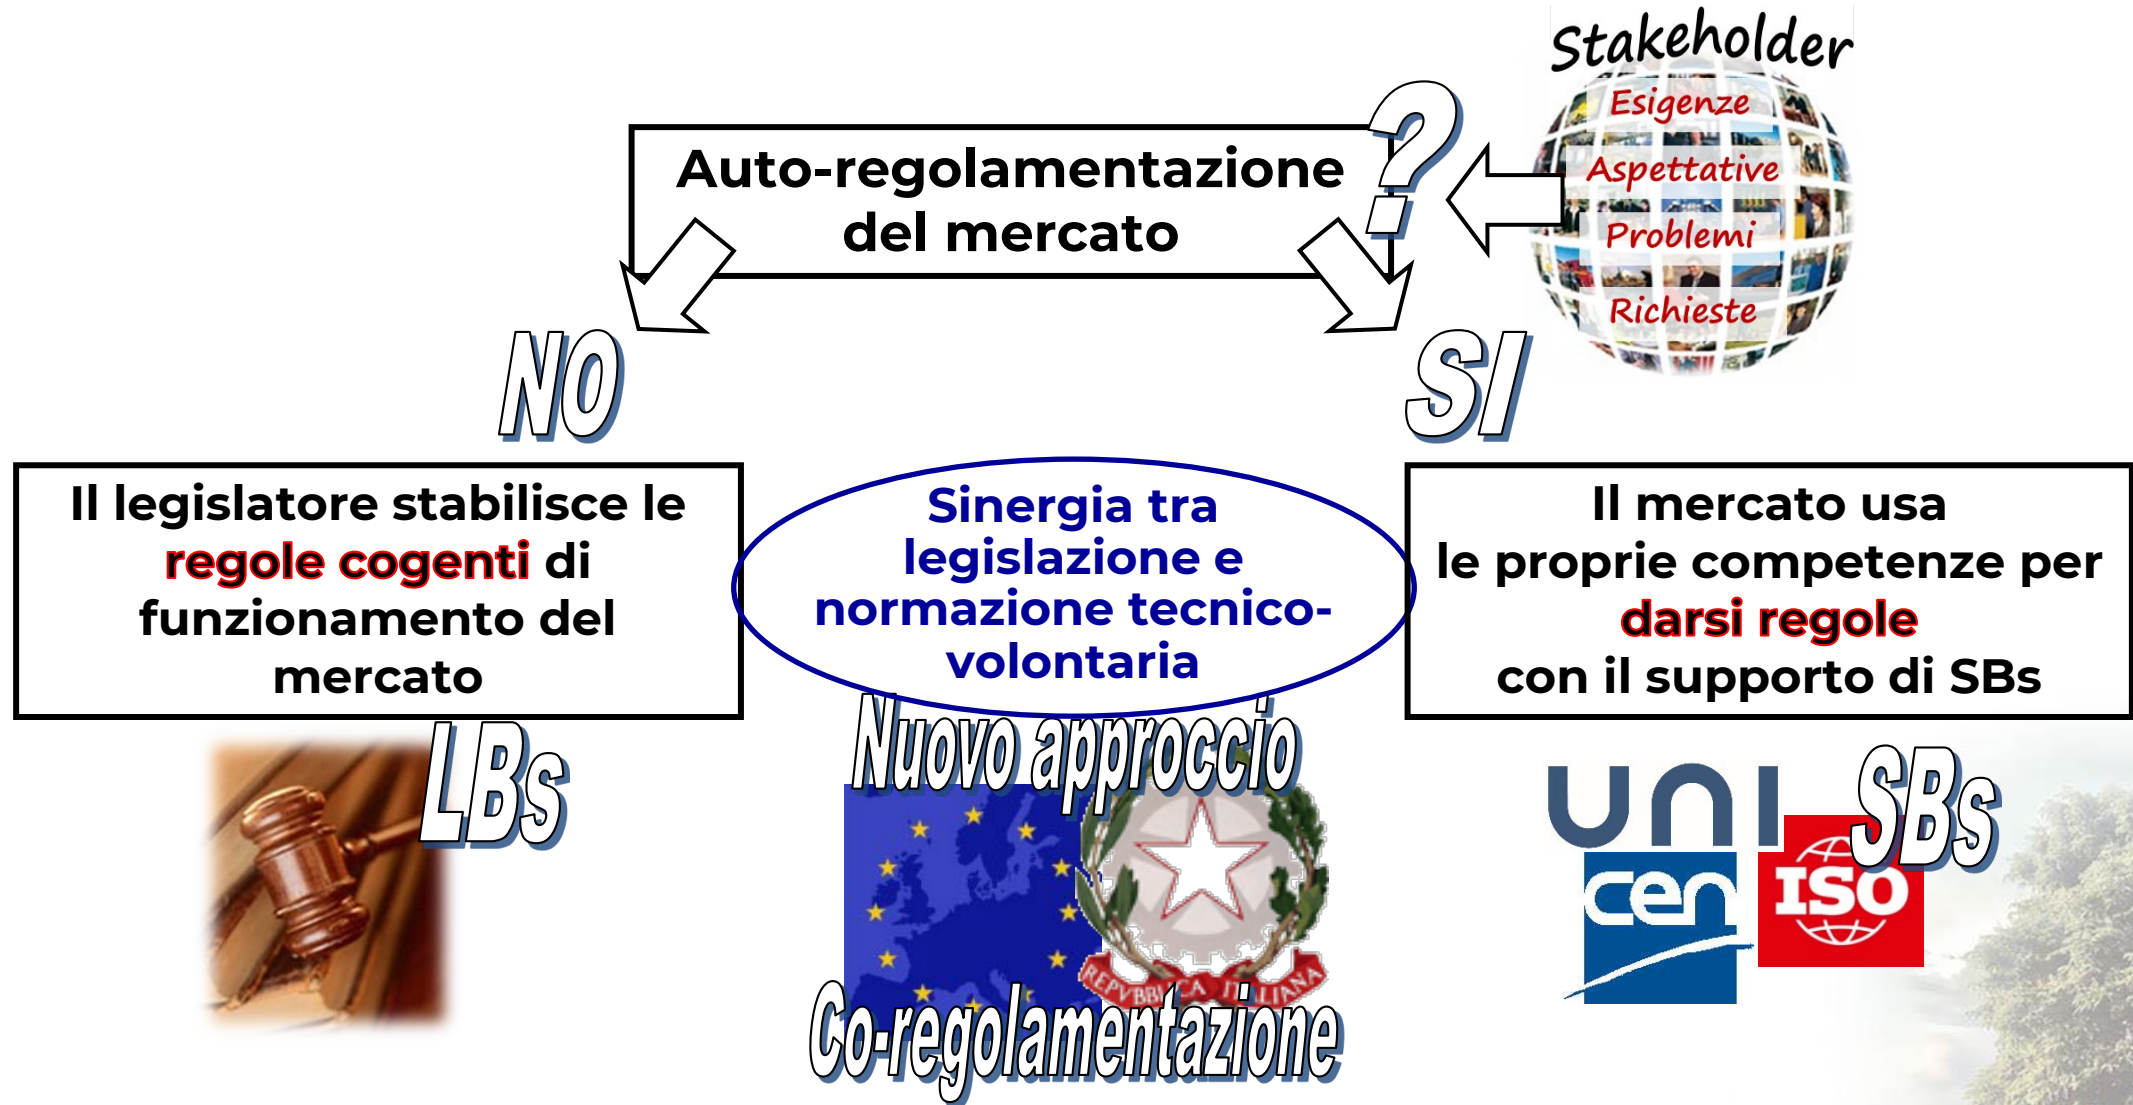 Stakeholder
Esigenze
Aspettative
Problemi
Richieste
Auto-regolamentazione
del mercato
?
NO
SI
Il legislatore stabilisce le
regole cogenti di
funzionamento del
mercato
Sinergia tra
legislazione e
normazione tecnico-
volontaria
Il mercato usa
le proprie competenze per
darsi regole
con il supporto di SBs
LBs
Nuovo approccio
REPVBBLICA ITALIANA
Co-regolamentazione
UNI
SBs
cen
ISO